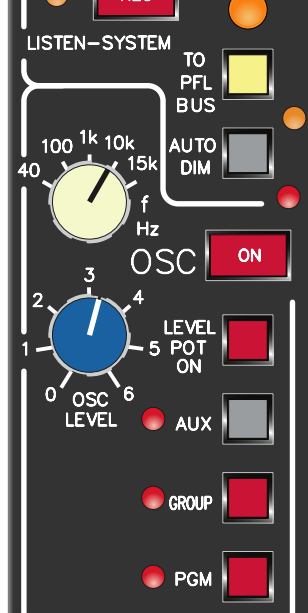 LISTEN-SYSTEM
TO
PFL
BUS
AUTO
DIM
40
100
1k
10k
15k
f
Hz
OSC
ON
0
1
2
3
4
5
6
OSC
LEVEL
LEVEL
POT
ON
AUX
GROUP
PGM